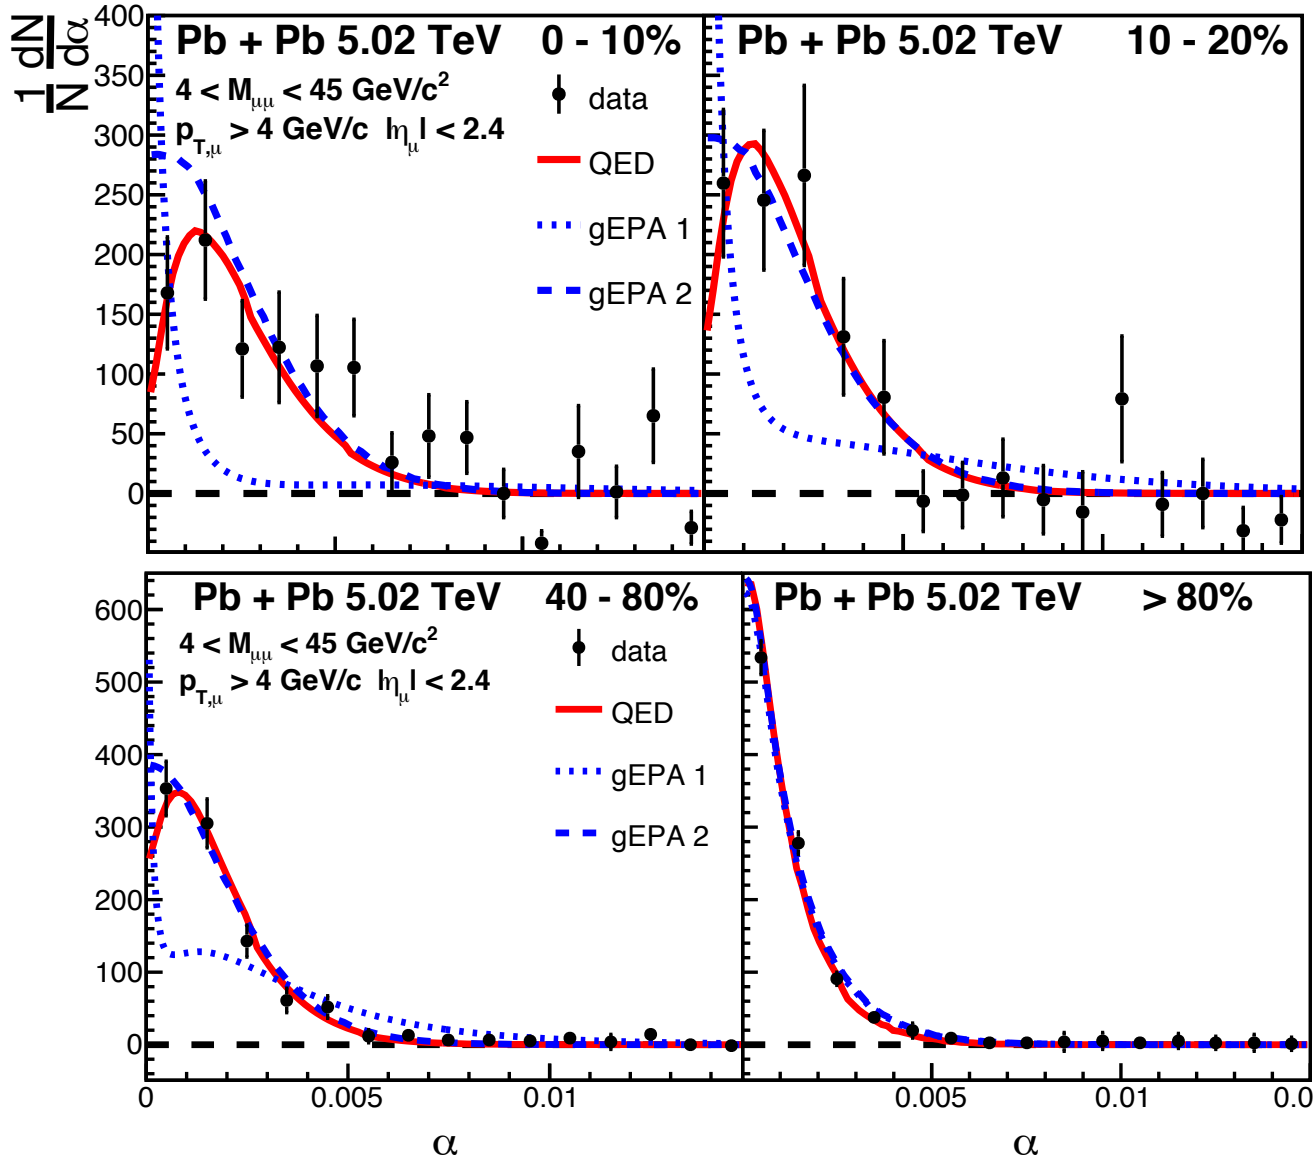 1/N dN/dα
400
350
300
250
200
150
100
50
0
Pb + Pb 5.02 TeV 0 - 10%
4 < Mμμ < 45 GeV/c²
pT,μ > 4 GeV/c |ημ| < 2.4
data
QED
gEPA 1
gEPA 2
Pb + Pb 5.02 TeV 10 - 20%
600
500
400
300
200
100
0
Pb + Pb 5.02 TeV 40 - 80%
4 < Mμμ < 45 GeV/c²
pT,μ > 4 GeV/c |ημ| < 2.4
data
QED
gEPA 1
gEPA 2
Pb + Pb 5.02 TeV > 80%
0 0.005 0.01
0.005 0.01 0.0
α
α